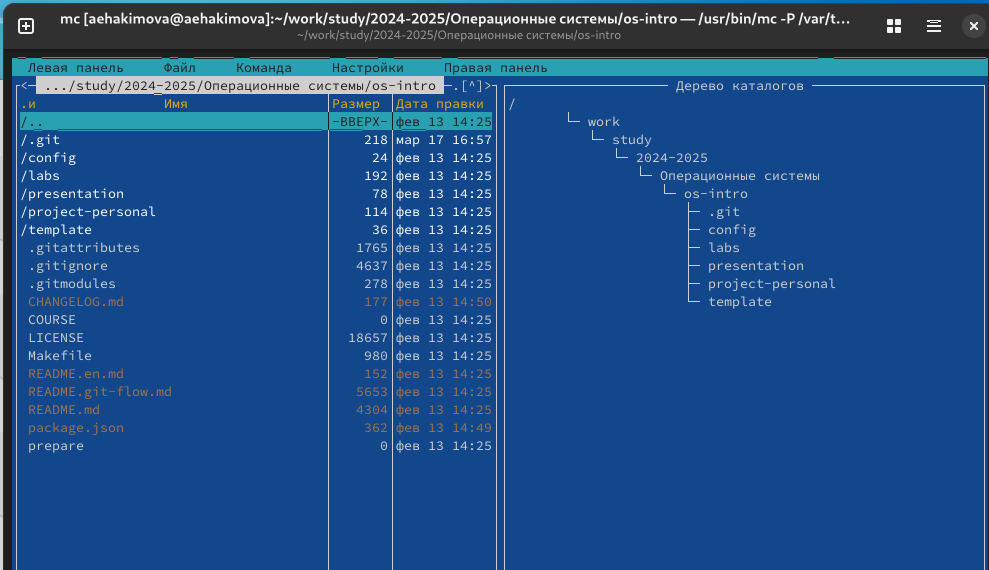 mc [aehakimova@aehakimova]:~/work/study/2024-2025/Операционные системы/os-intro — /usr/bin/mc -P /var/t…
~/work/study/2024-2025/Операционные системы/os-intro
Левая панель Файл Команда Настройки Правая панель
<— .../study/2024-2025/Операционные системы/os-intro —.[^]>
.и Имя Размер Дата правки
/.. -ВВЕРХ- фев 13 14:25
/.git 218 мар 17 16:57
/config 24 фев 13 14:25
/labs 192 фев 13 14:25
/presentation 78 фев 13 14:25
/project-personal 114 фев 13 14:25
/template 36 фев 13 14:25
.gitattributes 1765 фев 13 14:25
.gitignore 4637 фев 13 14:25
.gitmodules 278 фев 13 14:25
CHANGELOG.md 177 фев 13 14:50
COURSE 0 фев 13 14:25
LICENSE 18657 фев 13 14:25
Makefile 980 фев 13 14:25
README.en.md 152 фев 13 14:25
README.git-flow.md 5653 фев 13 14:25
README.md 4304 фев 13 14:25
package.json 362 фев 13 14:49
prepare 0 фев 13 14:25
Дерево каталогов
/
└─ work
└─ study
└─ 2024-2025
└─ Операционные системы
└─ os-intro
├─ .git
├─ config
├─ labs
├─ presentation
├─ project-personal
└─ template